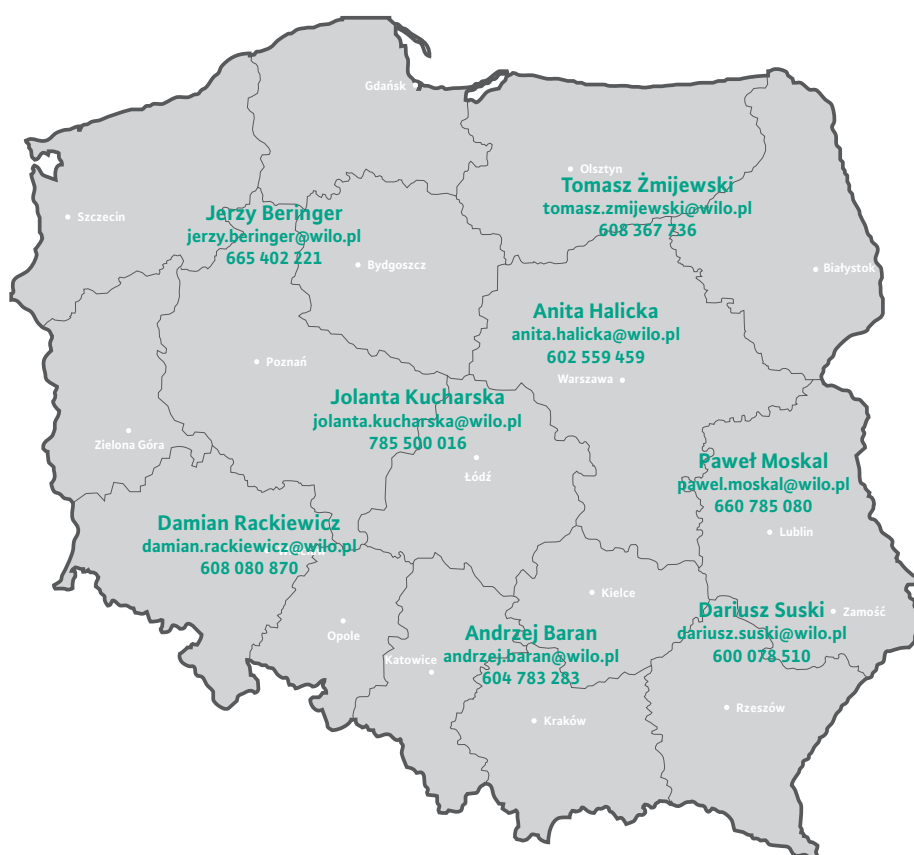 Gdańsk
Olsztyn
Tomasz Żmijewski
tomasz.zmijewski@wilo.pl
608 367 736
Szczecin
Jerzy Beringer
jerzy.beringer@wilo.pl
665 402 221
Bydgoszcz
Białystok
Anita Halicka
anita.halicka@wilo.pl
602 559 459
Warszawa
Poznań
Jolanta Kucharska
jolanta.kucharska@wilo.pl
785 500 016
Łódź
Zielona Góra
Paweł Moskal
pawel.moskal@wilo.pl
660 785 080
Lublin
Damian Rackiewicz
damian.rackiewicz@wilo.pl
608 080 870
Kielce
Dariusz Suski
dariusz.suski@wilo.pl
600 078 510
Zamość
Opole
Andrzej Baran
andrzej.baran@wilo.pl
604 783 283
Katowice
Kraków
Rzeszów